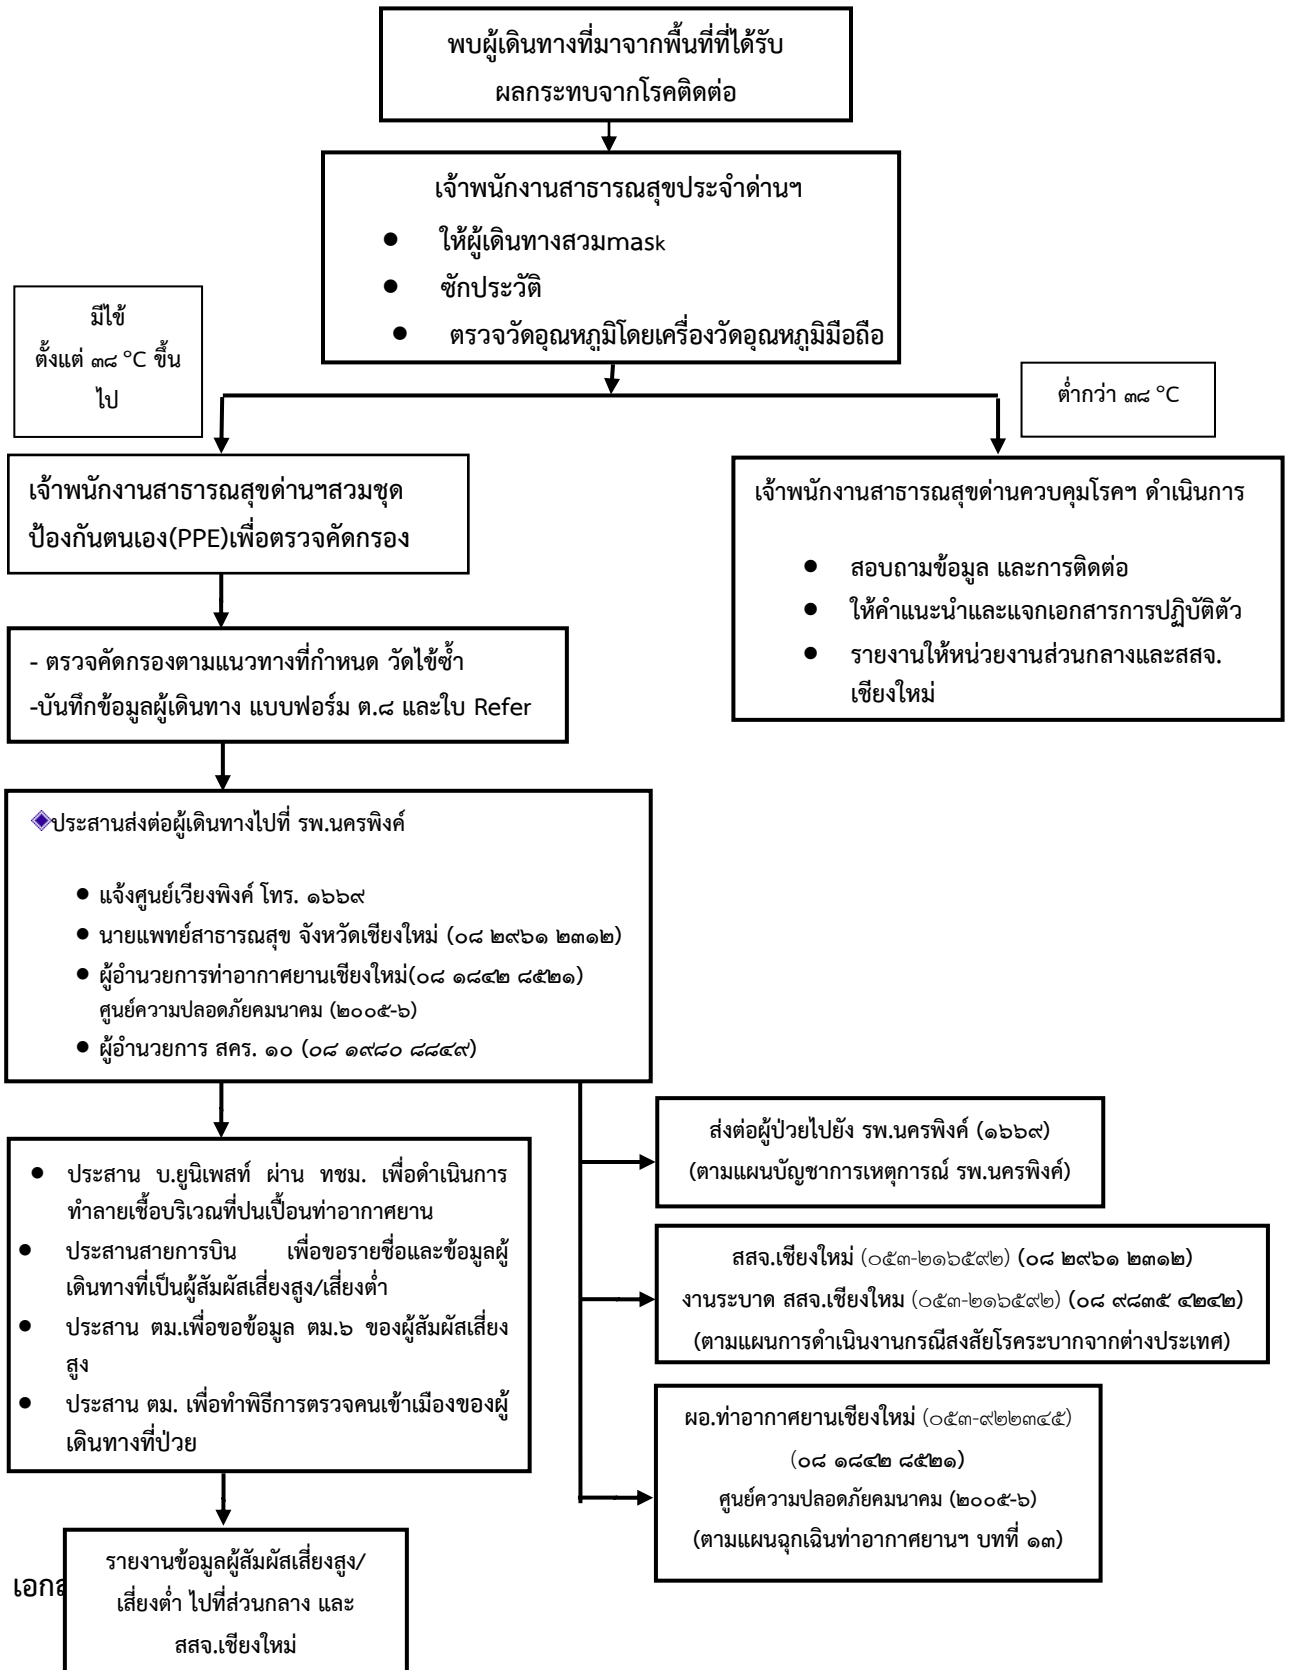 พบผู้เดินทางที่มาจากพื้นที่ที่ได้รับ
ผลกระทบจากโรคติดต่อ
เจ้าพนักงานสาธารณสุขประจำด่านฯ
● ให้ผู้เดินทางสวมmask
● ซักประวัติ
● ตรวจวัดอุณหภูมิโดยเครื่องวัดอุณหภูมิมือถือ
มีไข้
ตั้งแต่ ๓๘ °C ขึ้น
ไป
ต่ำกว่า ๓๘ °C
เจ้าพนักงานสาธารณสุขด่านฯสวมชุด
ป้องกันตนเอง(PPE)เพื่อตรวจคัดกรอง
เจ้าพนักงานสาธารณสุขด่านควบคุมโรคฯ ดำเนินการ
● สอบถามข้อมูล และการติดต่อ
● ให้คำแนะนำและแจกเอกสารการปฏิบัติตัว
● รายงานให้หน่วยงานส่วนกลางและสสจ.
เชียงใหม่
- ตรวจคัดกรองตามแนวทางที่กำหนด วัดไข้ซ้ำ
-บันทึกข้อมูลผู้เดินทาง แบบฟอร์ม ต.๘ และใบ Refer
◈ประสานส่งต่อผู้เดินทางไปที่ รพ.นครพิงค์
● แจ้งศูนย์เวียงพิงค์ โทร. ๑๖๖๙
● นายแพทย์สาธารณสุข จังหวัดเชียงใหม่ (๐๘ ๒๙๖๑ ๒๓๑๒)
● ผู้อำนวยการท่าอากาศยานเชียงใหม่(๐๘ ๑๘๔๒ ๘๕๒๑)
ศูนย์ความปลอดภัยคมนาคม (๒๐๐๕-๖)
● ผู้อำนวยการ สคร. ๑๐ (๐๘ ๑๙๘๐ ๘๘๔๙)
● ประสาน บ.ยูนิเพสท์ ผ่าน ทชม. เพื่อดำเนินการ
ทำลายเชื้อบริเวณที่ปนเปื้อนท่าอากาศยาน
● ประสานสายการบิน เพื่อขอรายชื่อและข้อมูลผู้
เดินทางที่เป็นผู้สัมผัสเสี่ยงสูง/เสี่ยงต่ำ
● ประสาน ตม.เพื่อขอข้อมูล ตม.๖ ของผู้สัมผัสเสี่ยง
สูง
● ประสาน ตม. เพื่อทำพิธีการตรวจคนเข้าเมืองของผู้
เดินทางที่ป่วย
ส่งต่อผู้ป่วยไปยัง รพ.นครพิงค์ (๑๖๖๙)
(ตามแผนบัญชาการเหตุการณ์ รพ.นครพิงค์)
สสจ.เชียงใหม่ (๐๕๓-๒๑๖๕๙๒) (๐๘ ๒๙๖๑ ๒๓๑๒)
งานระบาด สสจ.เชียงใหม (๐๕๓-๒๑๖๕๙๒) (๐๘ ๙๘๓๕ ๔๒๔๒)
(ตามแผนการดำเนินงานกรณีสงสัยโรคระบากจากต่างประเทศ)
ผอ.ท่าอากาศยานเชียงใหม่ (๐๕๓-๙๒๒๓๔๕)
(๐๘ ๑๘๔๒ ๘๕๒๑)
ศูนย์ความปลอดภัยคมนาคม (๒๐๐๕-๖)
(ตามแผนฉุกเฉินท่าอากาศยานฯ บทที่ ๑๓)
รายงานข้อมูลผู้สัมผัสเสี่ยงสูง/
เสี่ยงต่ำ ไปที่ส่วนกลาง และ
สสจ.เชียงใหม่